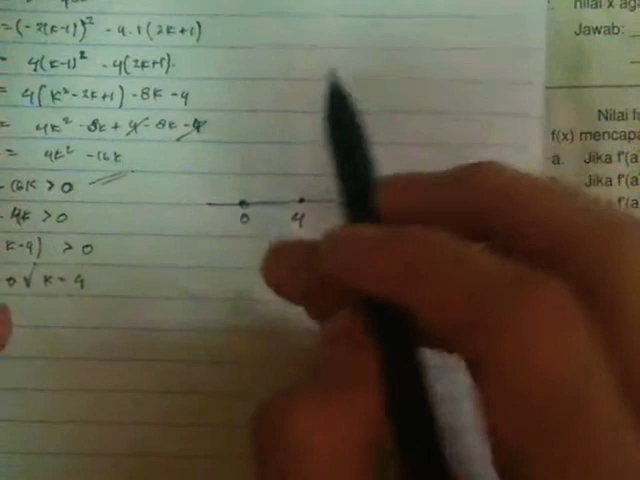 = (-2(k-1))² - 4.1(2k+1)
4(k-1)² - 4(2k+1).
= 4(k²-2k+1) - 8k - 4
= 4k² - 8k + 4 - 8k - 4
= 4k² - 16k
- 16k > 0
- 4k > 0
k-4) > 0
0 ∨ k = 4
0 4
nilai x aga
Jawab:
Nilai fu
f(x) mencapa
a. Jika f'(a
Jika f'(a
f'(a